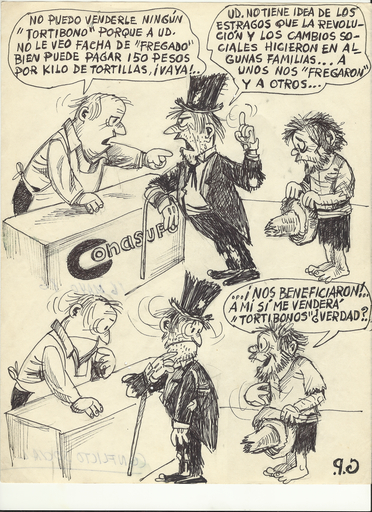 NO PUEDO VENDERLE NINGÚN
"TORTIBONO" PORQUE A UD.
NO LE VEO FACHA DE "FREGADO"
BIEN PUEDE PAGAR 150 PESOS
POR KILO DE TORTILLAS, ¡VAYA!..
UD. NO TIENE IDEA DE LOS
ESTRAGOS QUE LA REVOLU-
CIÓN Y LOS CAMBIOS SO-
CIALES HICIERON EN AL
GUNAS FAMILIAS... A
UNOS NOS "FREGARON"
Y A OTROS...
Conasup
...¡NOS BENEFICIARON!..
A MÍ SÍ ME VENDERÁ
"TORTIBONOS" ¿VERDAD?..
G.P.